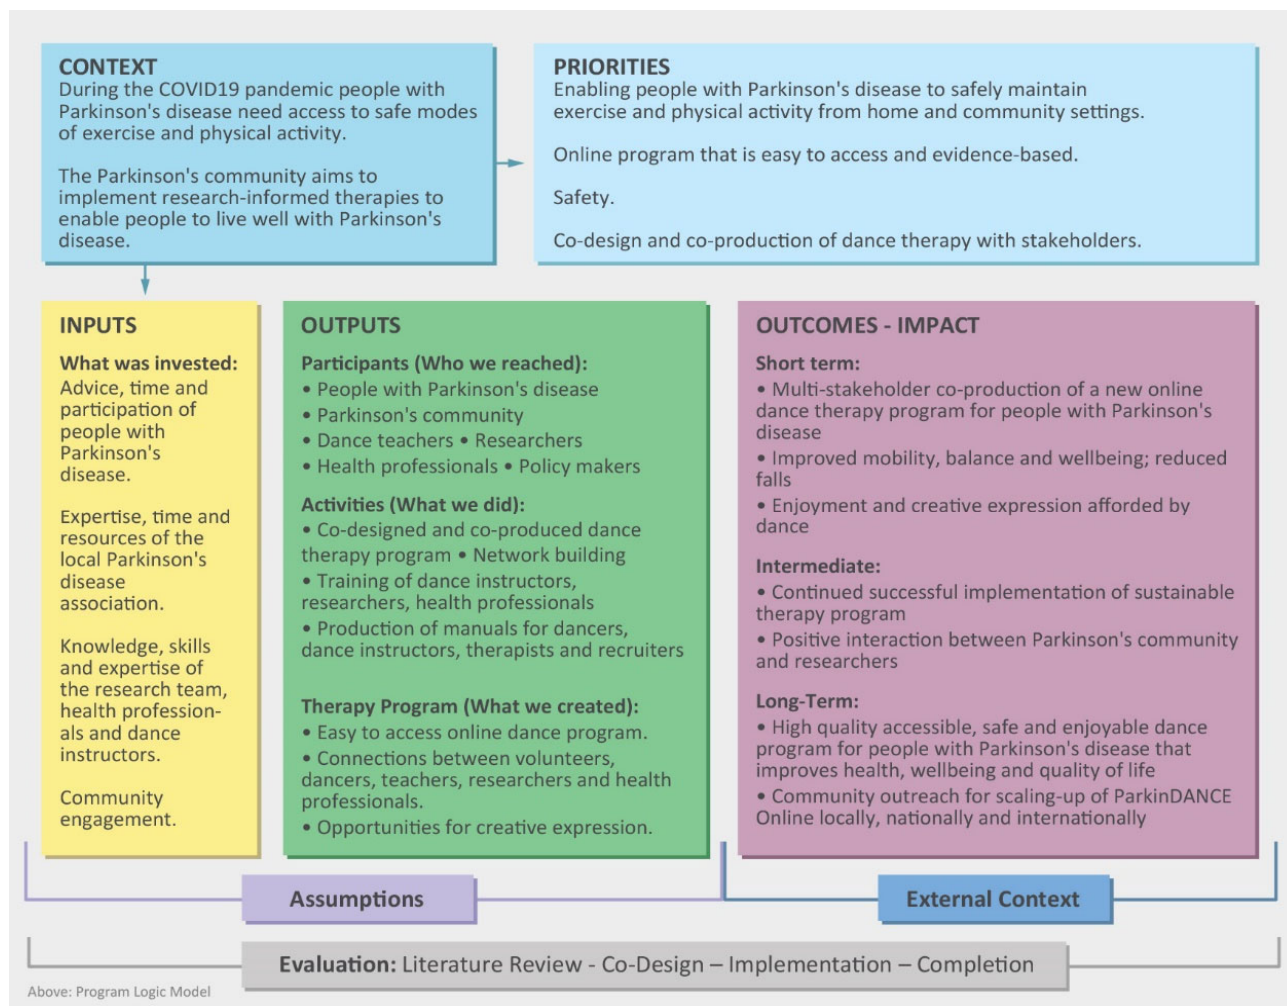 CONTEXT
During the COVID19 pandemic people with
Parkinson's disease need access to safe modes
of exercise and physical activity.
The Parkinson's community aims to
implement research-informed therapies to
enable people to live well with Parkinson's
disease.
PRIORITIES
Enabling people with Parkinson's disease to safely maintain
exercise and physical activity from home and community settings.
Online program that is easy to access and evidence-based.
Safety.
Co-design and co-production of dance therapy with stakeholders.
INPUTS
What was invested:
Advice, time and
participation of
people with
Parkinson's
disease.
Expertise, time and
resources of the
local Parkinson's
disease
association.
Knowledge, skills
and expertise of
the research team,
health profession-
als and dance
instructors.
Community
engagement.
OUTPUTS
Participants (Who we reached):
• People with Parkinson's disease
• Parkinson's community
• Dance teachers • Researchers
• Health professionals • Policy makers
Activities (What we did):
• Co-designed and co-produced dance
therapy program • Network building
• Training of dance instructors,
researchers, health professionals
• Production of manuals for dancers,
dance instructors, therapists and recruiters
Therapy Program (What we created):
• Easy to access online dance program.
• Connections between volunteers,
dancers, teachers, researchers and health
professionals.
• Opportunities for creative expression.
OUTCOMES - IMPACT
Short term:
• Multi-stakeholder co-production of a new online
dance therapy program for people with Parkinson's
disease
• Improved mobility, balance and wellbeing; reduced
falls
• Enjoyment and creative expression afforded by
dance
Intermediate:
• Continued successful implementation of sustainable
therapy program
• Positive interaction between Parkinson's community
and researchers
Long-Term:
• High quality accessible, safe and enjoyable dance
program for people with Parkinson's disease that
improves health, wellbeing and quality of life
• Community outreach for scaling-up of ParkinDANCE
Online locally, nationally and internationally
Assumptions
External Context
Evaluation: Literature Review - Co-Design – Implementation – Completion
Above: Program Logic Model